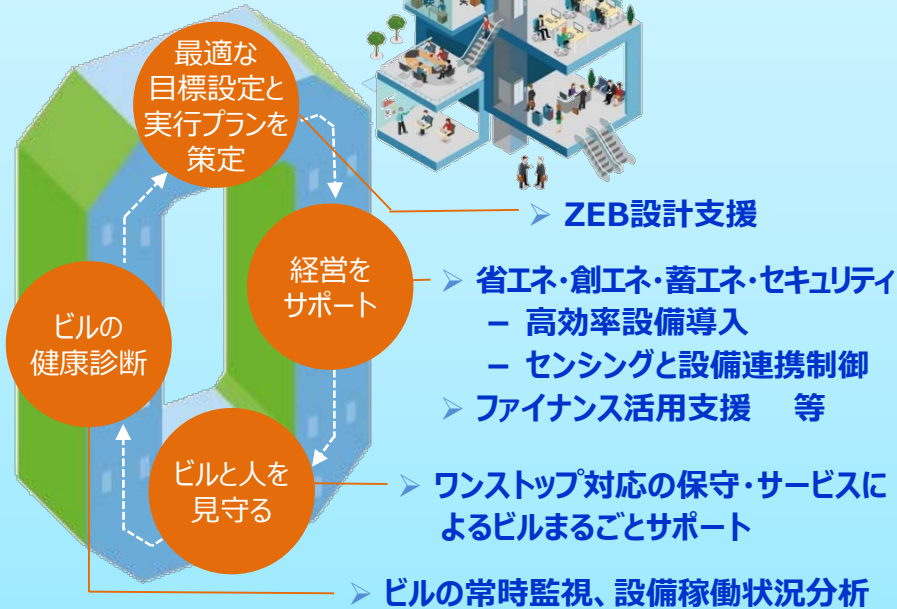 最適な
目標設定と
実行プランを
策定
経営を
サポート
ビルの
健康診断
ビルと人を
見守る
➢ ZEB設計支援
➢ 省エネ・創エネ・蓄エネ・セキュリティ
− 高効率設備導入
− センシングと設備連携制御
➢ ファイナンス活用支援 等
➢ ワンストップ対応の保守・サービスに
よるビルまるごとサポート
➢ ビルの常時監視、設備稼働状況分析